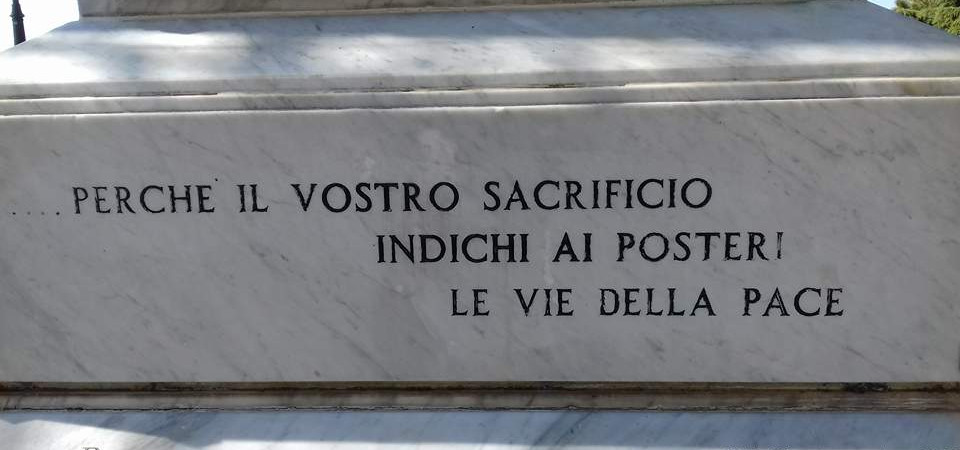 ....PERCHE' IL VOSTRO SACRIFICIO
INDICHI AI POSTERI
LE VIE DELLA PACE